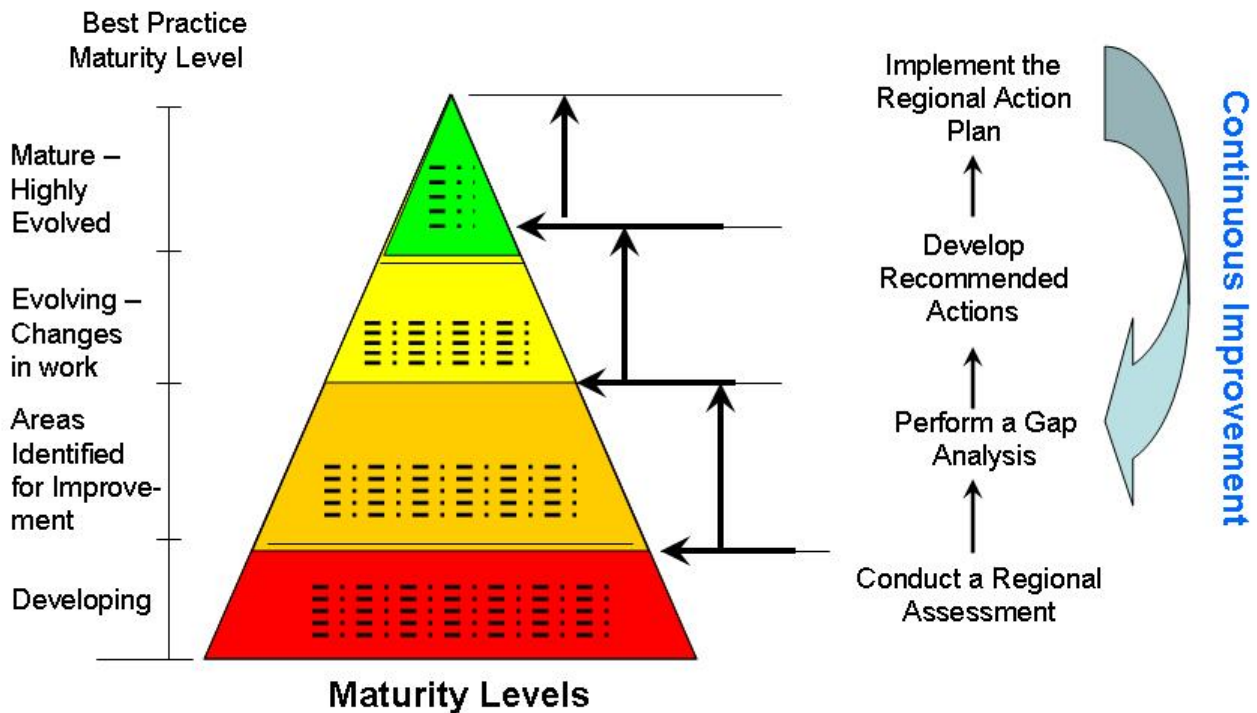 Best Practice
Maturity Level
Mature –
Highly
Evolved
Evolving –
Changes
in work
Areas
Identified
for Improve-
ment
Developing
Maturity Levels
Implement the
Regional Action
Plan
Develop
Recommended
Actions
Perform a Gap
Analysis
Conduct a Regional
Assessment
Continuous Improvement